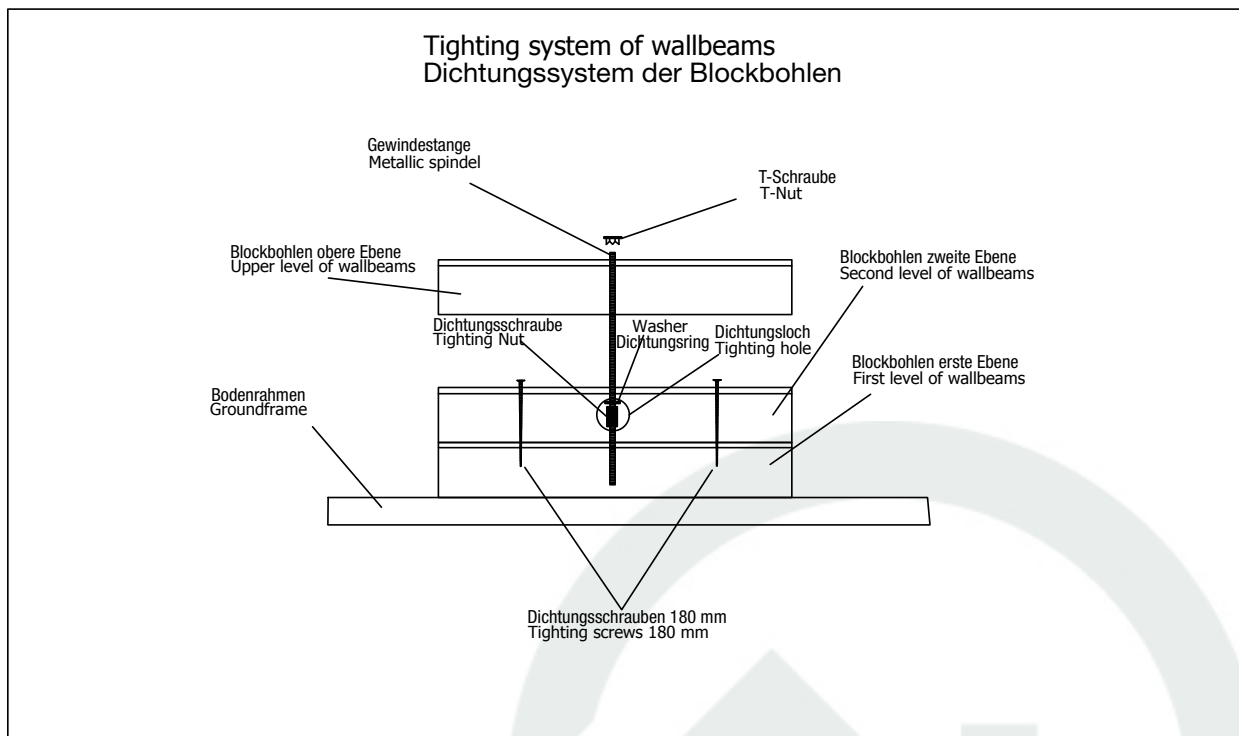 Tighting system of wallbeams
Dichtungssystem der Blockbohlen
Gewindestange
Metallic spindel
T-Schraube
T-Nut
Blockbohlen obere Ebene
Upper level of wallbeams
Blockbohlen zweite Ebene
Second level of wallbeams
Dichtungsschraube
Tighting Nut
Washer
Dichtungsring
Dichtungsloch
Tighting hole
Blockbohlen erste Ebene
First level of wallbeams
Bodenrahmen
Groundframe
Dichtungsschrauben 180 mm
Tighting screws 180 mm